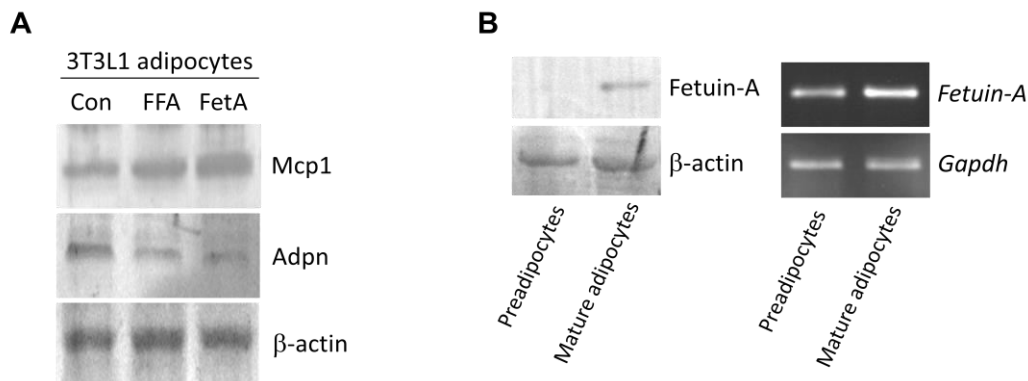 A
3T3L1 adipocytes
Con FFA FetA
Mcp1
Adpn
β-actin
B
Fetuin-A
β-actin
Preadipocytes
Mature adipocytes
Fetuin-A
Gapdh
Preadipocytes
Mature adipocytes